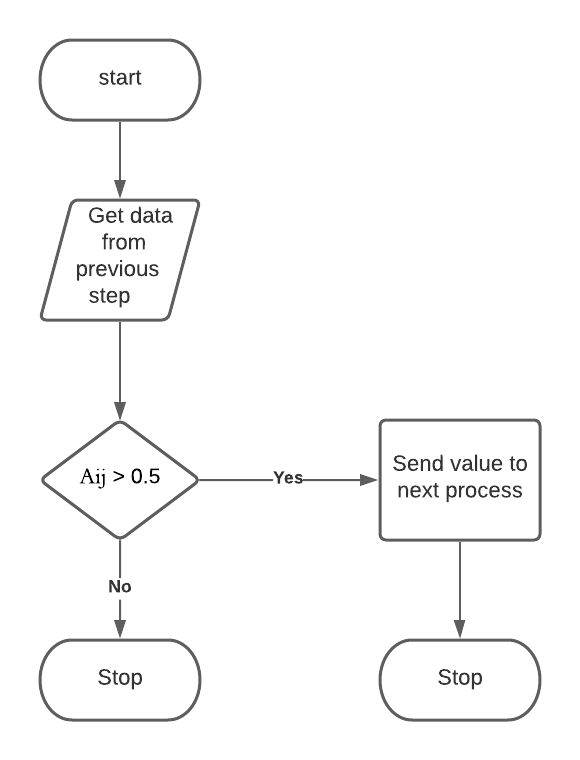 start
Get data
from
previous
step
Aij > 0.5
Yes
Send value to
next process
No
Stop
Stop